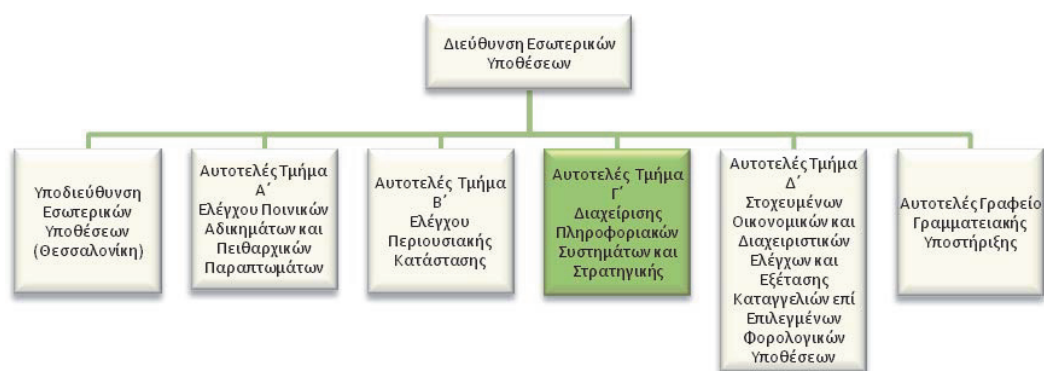 Διεύθυνση Εσωτερικών
Υποθέσεων
Υποδιεύθυνση
Εσωτερικών
Υποθέσεων
(Θεσσαλονίκη)
Αυτοτελές Τμήμα
Α΄
Ελέγχου Ποινικών
Αδικημάτων και
Πειθαρχικών
Παραπτωμάτων
Αυτοτελές Τμήμα
Β΄
Ελέγχου
Περιουσιακής
Κατάστασης
Αυτοτελές Τμήμα
Γ΄
Διαχείρισης
Πληροφοριακών
Συστημάτων και
Στρατηγικής
Αυτοτελές Τμήμα
Δ΄
Στοχευμένων
Οικονομικών και
Διαχειριστικών
Ελέγχων και
Εξέτασης
Καταγγελιών επί
Επιλεγμένων
Φορολογικών
Υποθέσεων
Αυτοτελές Γραφείο
Γραμματειακής
Υποστήριξης